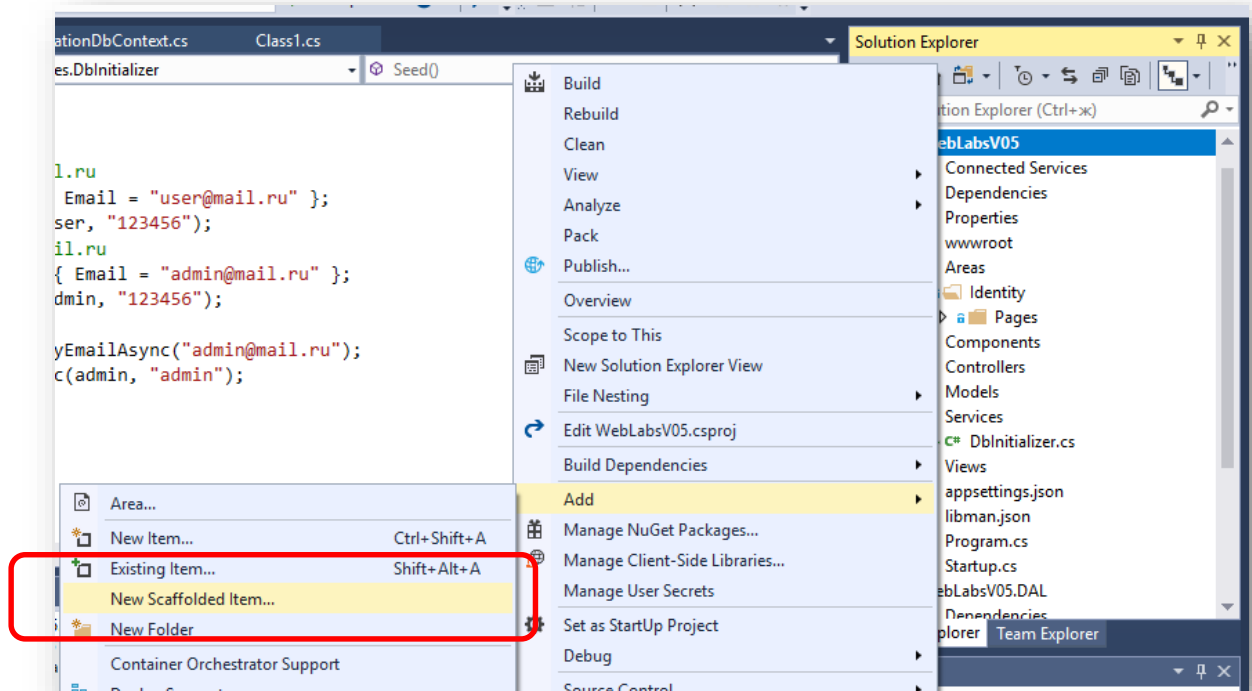 ationDbContext.cs Class1.cs
es.DbInitializer Seed()
l.ru
Email = "user@mail.ru" };
ser, "123456");
il.ru
{ Email = "admin@mail.ru" };
dmin, "123456");
yEmailAsync("admin@mail.ru");
c(admin, "admin");
Build
Rebuild
Clean
View
Analyze
Pack
Publish...
Overview
Scope to This
New Solution Explorer View
File Nesting
Edit WebLabsV05.csproj
Build Dependencies
Add
Manage NuGet Packages...
Manage Client-Side Libraries...
Manage User Secrets
Set as StartUp Project
Debug
Source Control
Area...
New Item... Ctrl+Shift+A
Existing Item... Shift+Alt+A
New Scaffolded Item...
New Folder
Container Orchestrator Support
Solution Explorer
ution Explorer (Ctrl+ж)
ebLabsV05
Connected Services
Dependencies
Properties
wwwroot
Areas
Identity
Pages
Components
Controllers
Models
Services
C# DbInitializer.cs
Views
appsettings.json
libman.json
Program.cs
Startup.cs
ebLabsV05.DAL
Dependencies
plorer Team Explorer